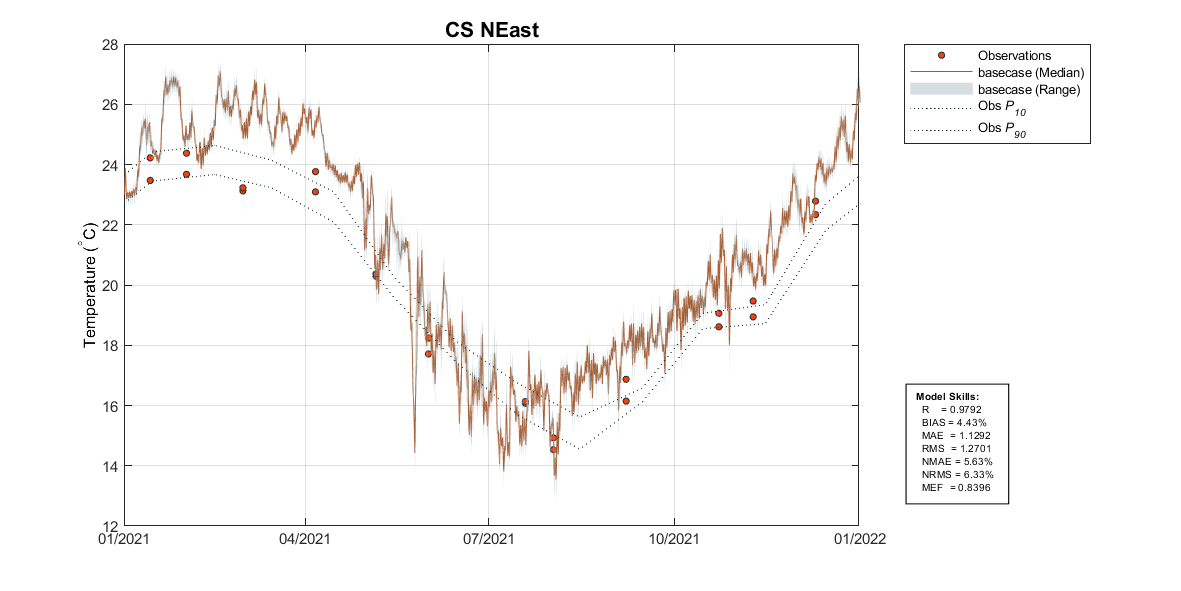 CS NEast
28
26
24
22
20
18
16
14
12
Temperature (°C)
01/2021
04/2021
07/2021
10/2021
01/2022
Observations
basecase (Median)
basecase (Range)
Obs P10
Obs P90
Model Skills:
R = 0.9792
BIAS = 4.43%
MAE = 1.1292
RMS = 1.2701
NMAE = 5.63%
NRMS = 6.33%
MEF = 0.8396